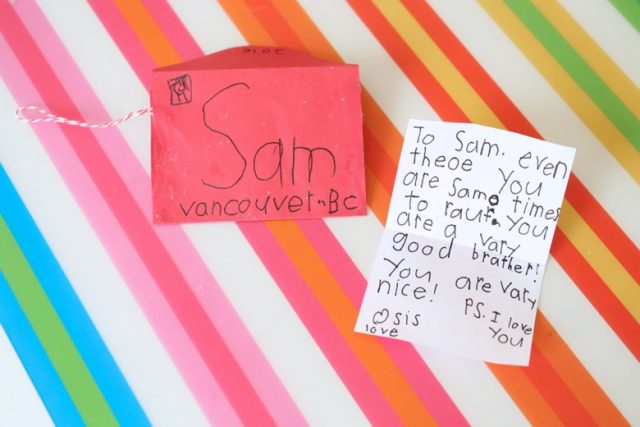 2016
Sam
vancouver BC
To Sam. even
theoe You
are Samo times
to rauf. You
are a vary
good brather!
You are vary
nice!
PS. I love
You
♡ sis
love